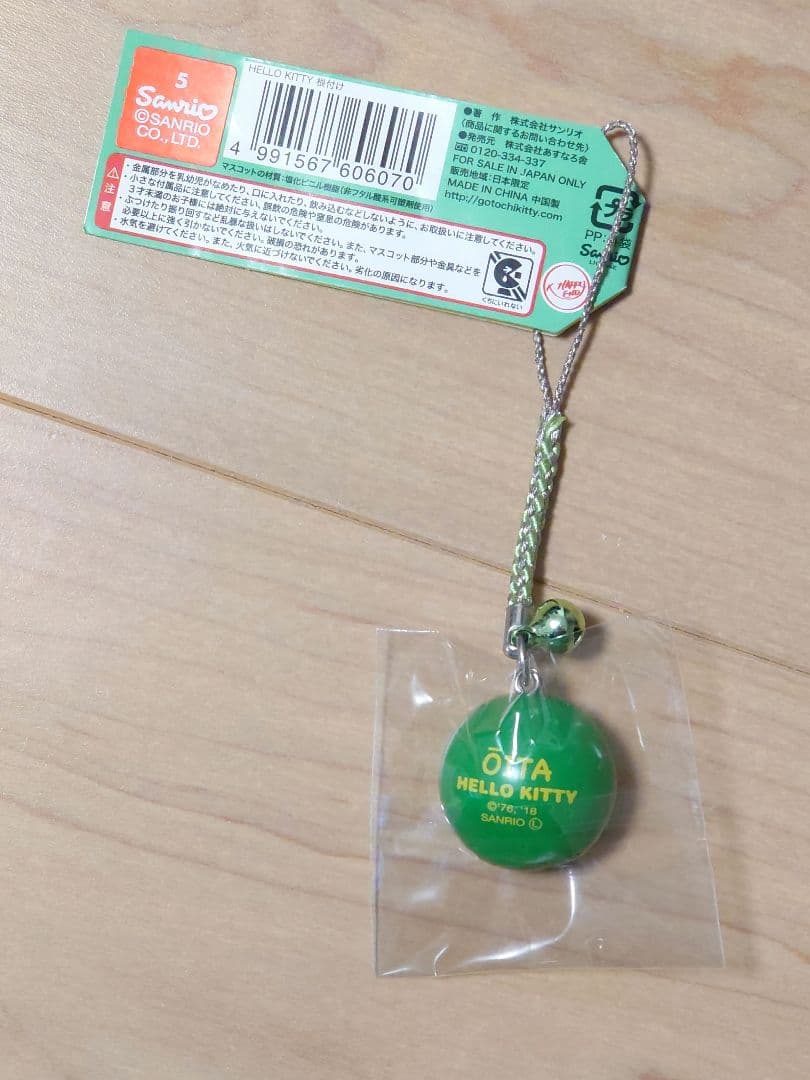 5
Sanrio
©SANRIO
CO., LTD.
HELLO KITTY 根付け
4 991567 606070
マスコットの材質:塩化ビニル樹脂(非フタル酸系可塑剤使用)
●著 作 株式会社サンリオ
(商品に関するお問い合わせ先)
●発売元 株式会社あすなろ舎
0120-334-337
FOR SALE IN JAPAN ONLY
販売地域:日本限定
MADE IN CHINA 中国製
http://gotochikitty.com
プラ
PP:袋
Sanrio
⚠注意
・金属部分を乳幼児がなめたり、口に入れたり、飲み込むなどしないように、お取扱いに注意してください。
・小さな付属品に注意してください。誤飲の危険や窒息の危険があります。
3才未満のお子様には絶対に与えないでください。
・ぶつけたり振り回すなど乱暴な扱いはしないでください。また、マスコット部分や金具などを
必要以上に強く引かないでください。破損の恐れがあります。
・水気を避けてください。また、火気に近づけないでください。劣化の原因になります。
くちにいれない
HAPPY
END
ŌITA
HELLO KITTY
©'76, '18
SANRIO Ⓛ